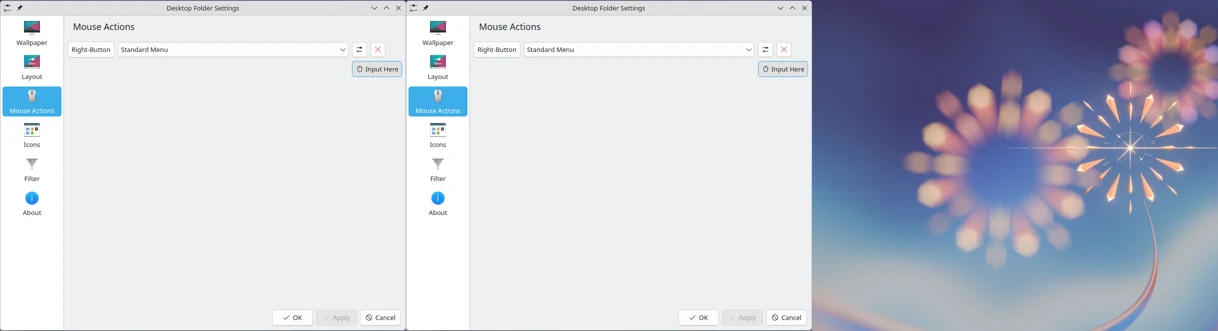 Desktop Folder Settings
Wallpaper
Layout
Mouse Actions
Icons
Filter
About
Mouse Actions
Right-Button Standard Menu
Input Here
OK Apply Cancel
Desktop Folder Settings
Wallpaper
Layout
Mouse Actions
Icons
Filter
About
Mouse Actions
Right-Button Standard Menu
Input Here
OK Apply Cancel